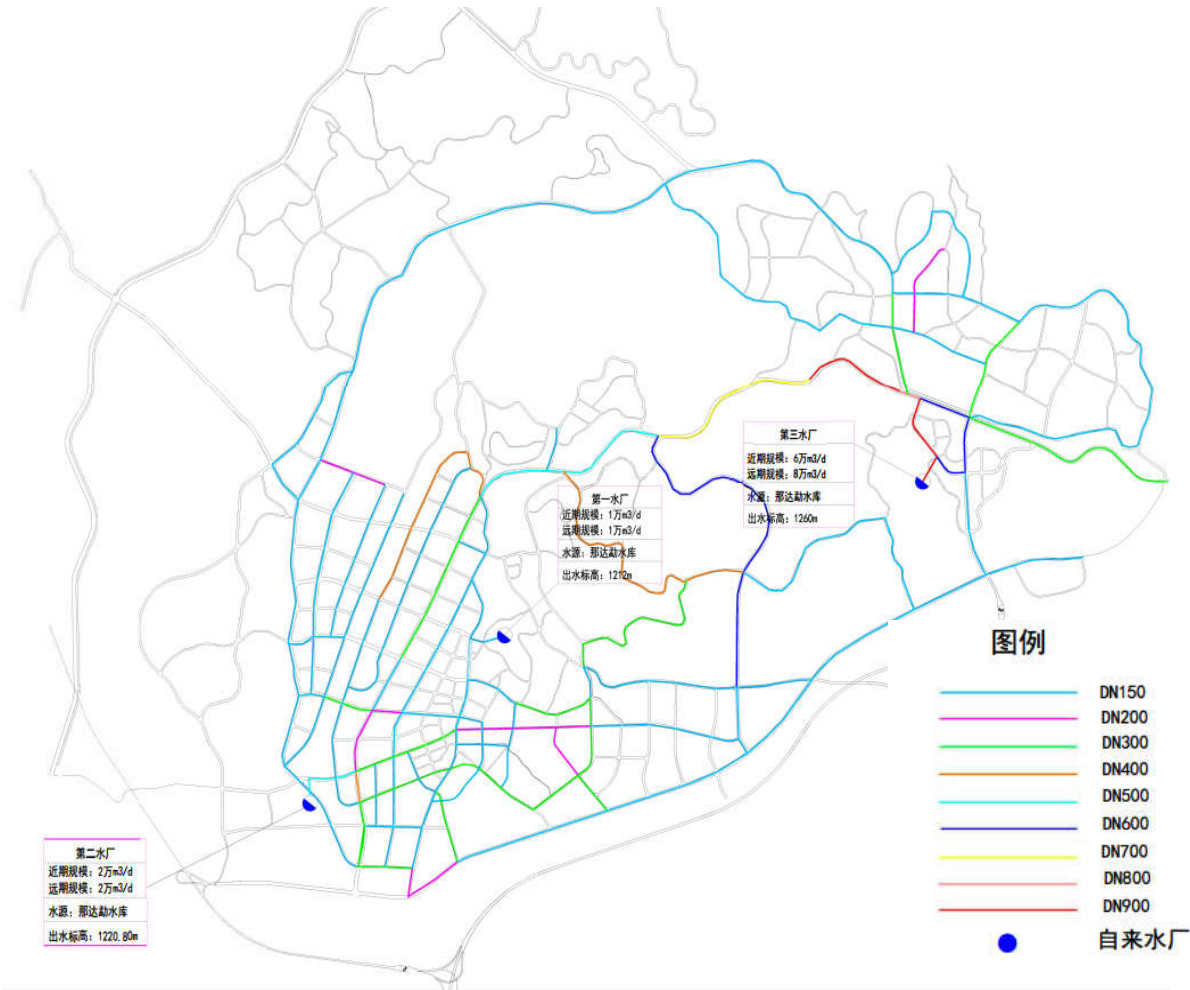 第三水厂
近期规模：6万m3/d
远期规模：8万m3/d
水源：那达勐水库
出水标高：1260m
第一水厂
近期规模：1万m3/d
远期规模：1万m3/d
水源：那达勐水库
出水标高：1212m
第二水厂
近期规模：2万m3/d
远期规模：2万m3/d
水源：那达勐水库
出水标高：1220.80m
图例
DN150
DN200
DN300
DN400
DN500
DN600
DN700
DN800
DN900
自来水厂